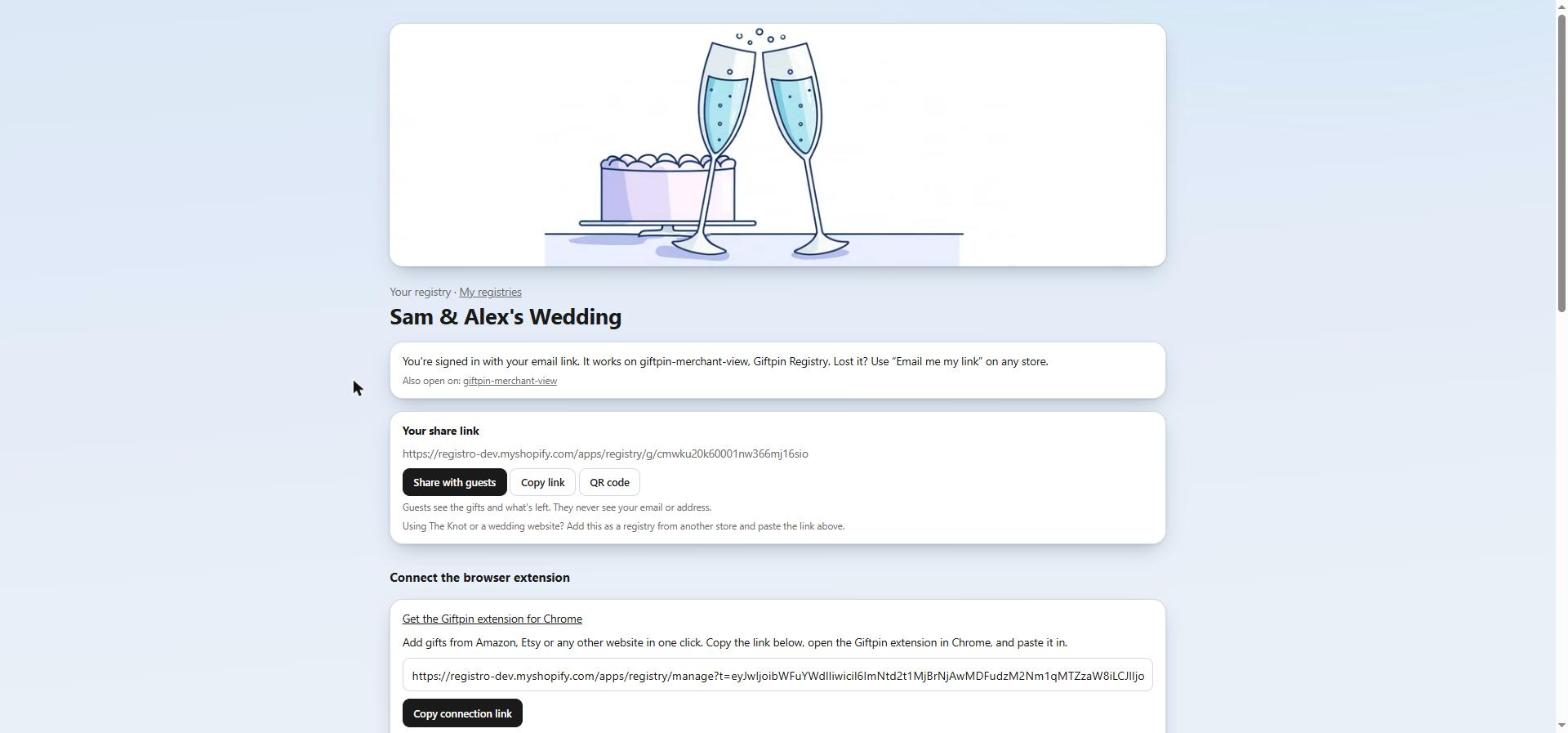 Your registry · My registries
Sam & Alex's Wedding
You're signed in with your email link. It works on giftpin-merchant-view, Giftpin Registry. Lost it? Use “Email me my link” on any store.
Also open on: giftpin-merchant-view
Your share link
https://registro-dev.myshopify.com/apps/registry/g/cmwku20k60001nw366mj16sio
Share with guests
Copy link
QR code
Guests see the gifts and what's left. They never see your email or address.
Using The Knot or a wedding website? Add this as a registry from another store and paste the link above.
Connect the browser extension
Get the Giftpin extension for Chrome
Add gifts from Amazon, Etsy or any other website in one click. Copy the link below, open the Giftpin extension in Chrome, and paste it in.
https://registro-dev.myshopify.com/apps/registry/manage?t=eyJwIjoibWFuYWdlIiwiciI6ImNtd2t1MjBrNjAwMDFudzM2Nm1qMTZzaW8iLCJlIjo
Copy connection link